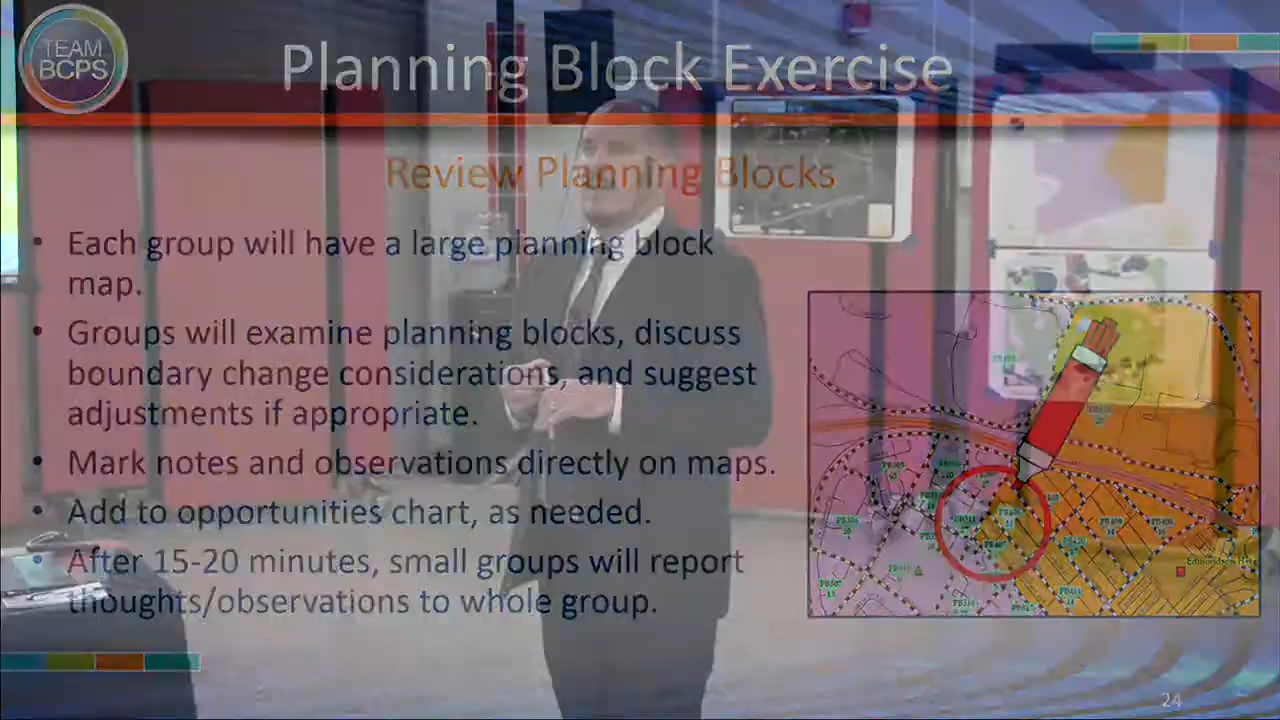 TEAM
BCPS
Planning Block Exercise
Review Planning Blocks
• Each group will have a large planning block
map.
• Groups will examine planning blocks, discuss
boundary change considerations, and suggest
adjustments if appropriate.
• Mark notes and observations directly on maps.
• Add to opportunities chart, as needed.
• After 15-20 minutes, small groups will report
thoughts/observations to whole group.
24